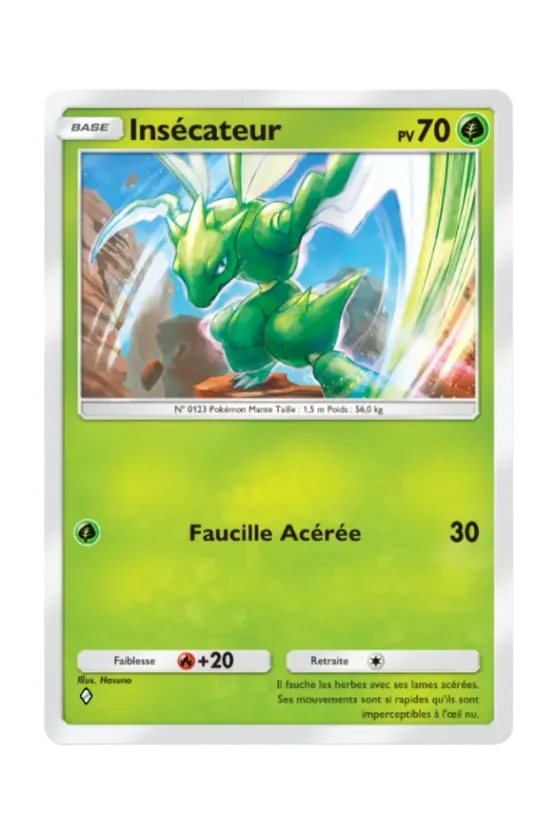 BASE Insécateur PV 70
N° 0123 Pokémon Mante Taille : 1,5 m Poids : 56,0 kg
Faucille Acérée 30
Faiblesse +20 Retraite
Illus. Hasuno
Il fauche les herbes avec ses lames acérées.
Ses mouvements sont si rapides qu'ils sont
imperceptibles à l'œil nu.